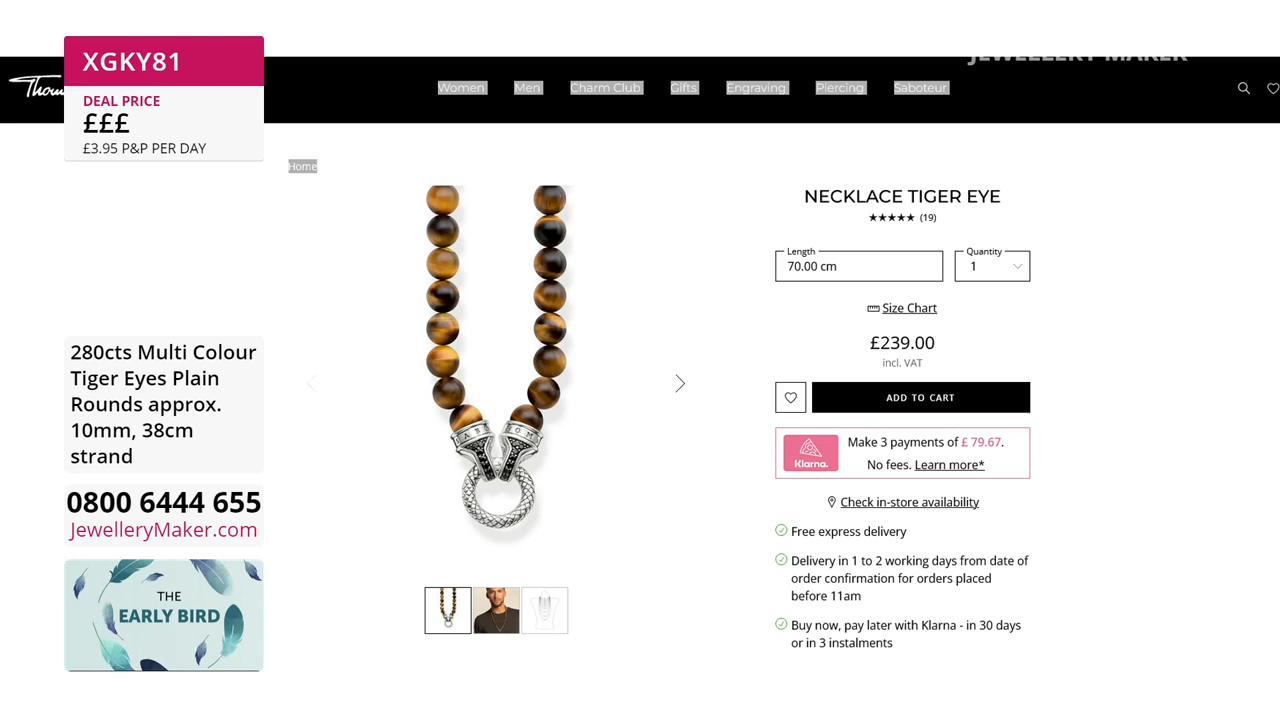 XGKY81
DEAL PRICE
£££
£3.95 P&P PER DAY
JEWELLERY MAKER
Women Men Charm Club Gifts Engraving Piercing Saboteur
Home
NECKLACE TIGER EYE
★★★★★ (19)
Length
70.00 cm
Quantity
1
Size Chart
£239.00
incl. VAT
ADD TO CART
Klarna.
Make 3 payments of £ 79.67.
No fees. Learn more*
Check in-store availability
Free express delivery
Delivery in 1 to 2 working days from date of
order confirmation for orders placed
before 11am
Buy now, pay later with Klarna - in 30 days
or in 3 instalments
280cts Multi Colour
Tiger Eyes Plain
Rounds approx.
10mm, 38cm
strand
0800 6444 655
JewelleryMaker.com
THE
EARLY BIRD